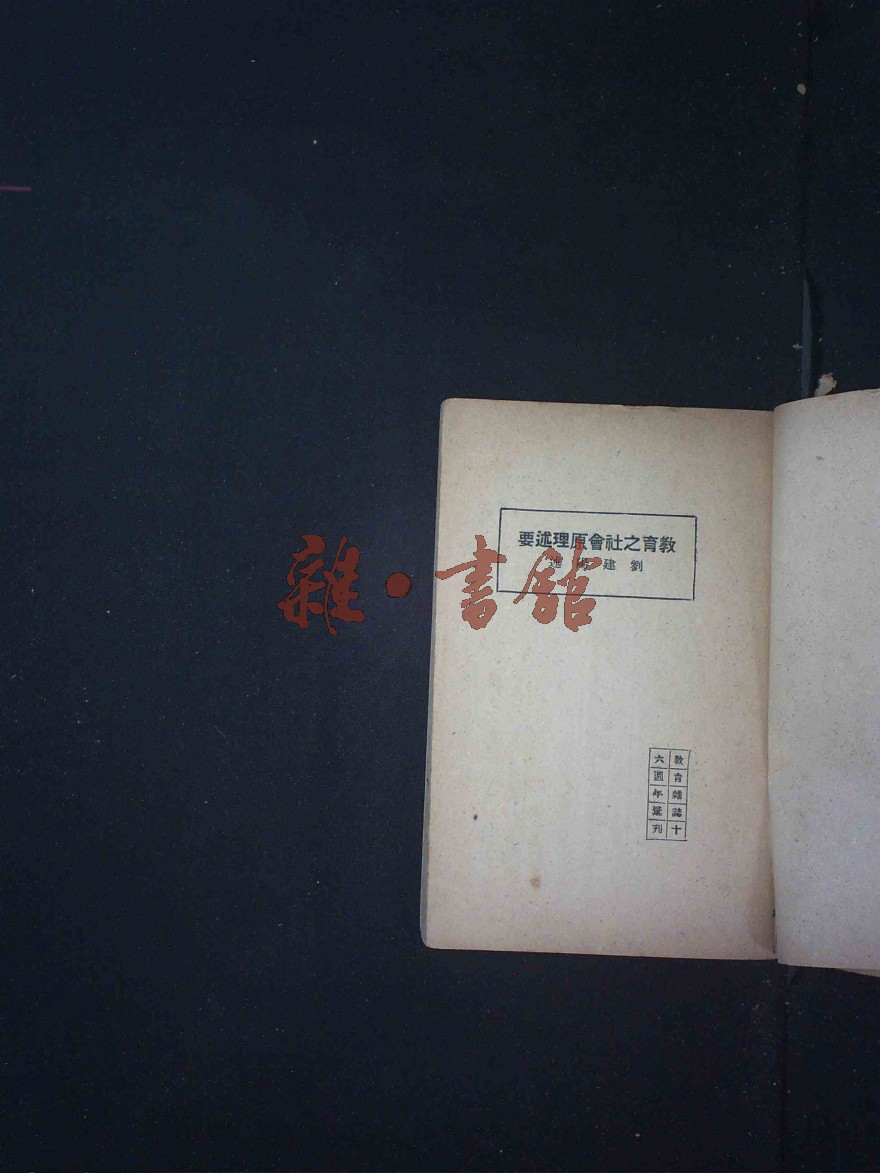 教育之社會原理述要
劉建 述
雜·書館
教育雜誌十
六週年彙刊